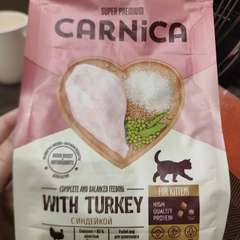 SUPER PREMIUM
CARNiCA
COMPLETE AND BALANCED FEEDING
WITH TURKEY
С ИНДЕЙКОЙ
FOR KITTENS
HIGH
QUALITY
PROTEIN